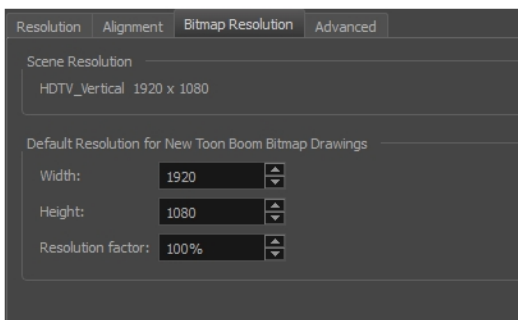 Resolution Alignment Bitmap Resolution Advanced
Scene Resolution
HDTV_Vertical 1920 x 1080
Default Resolution for New Toon Boom Bitmap Drawings
Width: 1920
Height: 1080
Resolution factor: 100%